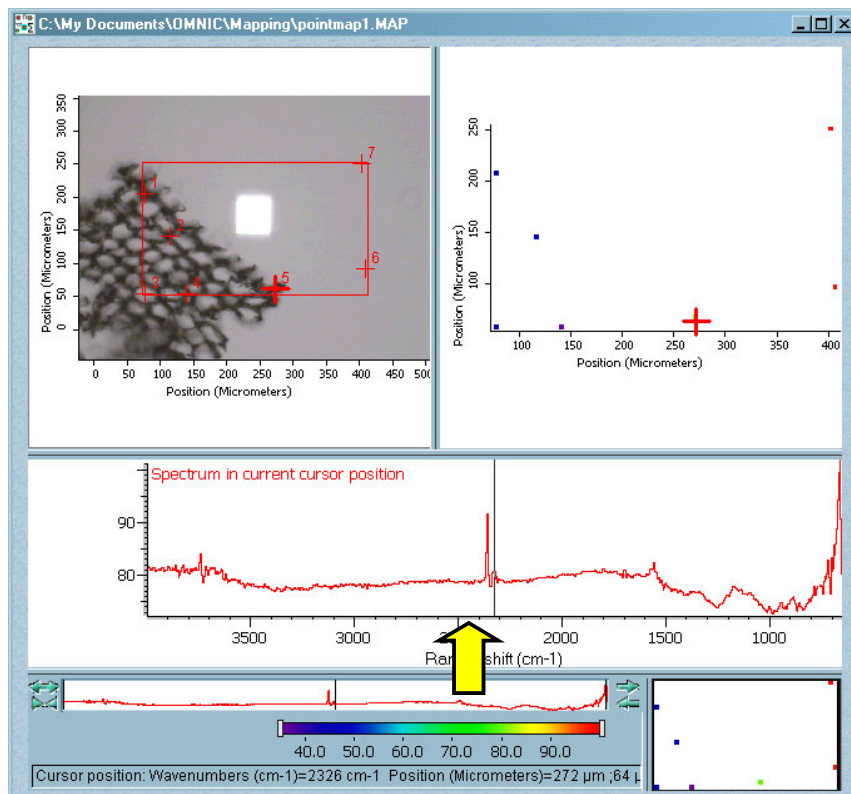 C:\My Documents\OMNIC\Mapping\pointmap1.MAP
350
300
250
200
150
100
50
0
Position (Micrometers)
1
2
3
4
5
6
7
0 50 100 150 200 250 300 350 400 450 500
Position (Micrometers)
250
200
150
100
Position (Micrometers)
100 150 200 250 300 350 400
Position (Micrometers)
Spectrum in current cursor position
90
80
3500 3000 2000 1500 1000
shift (cm-1)
40.0 50.0 60.0 70.0 80.0 90.0
Cursor position: Wavenumbers (cm-1)=2326 cm-1 Position (Micrometers)=272 µm ;64 µ